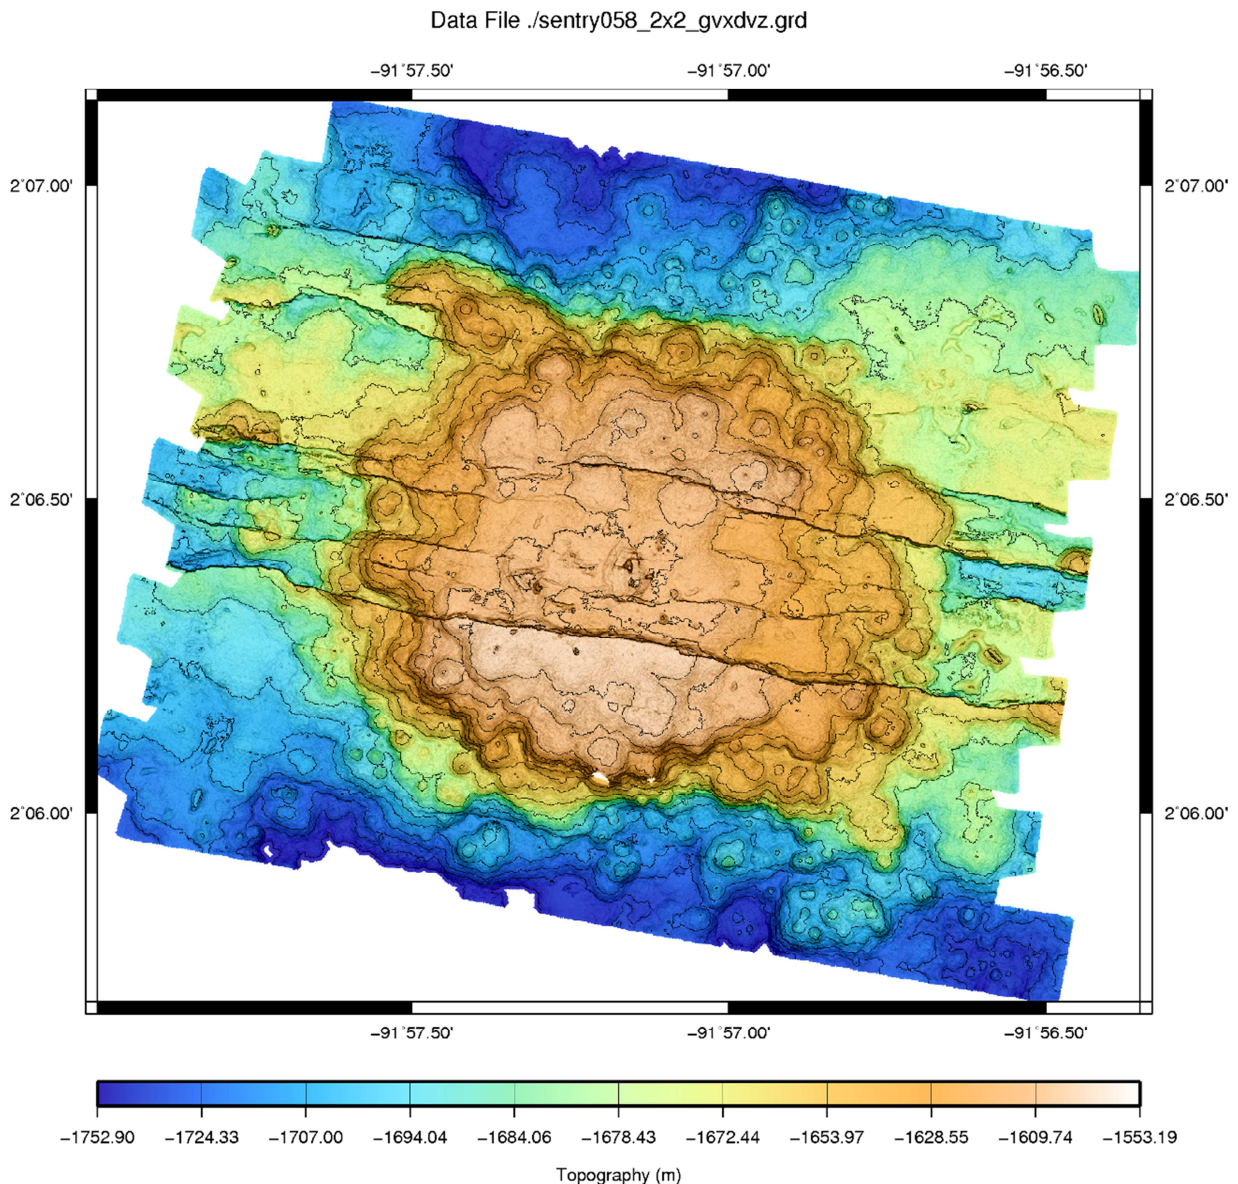 Data File ./sentry058_2x2_gvxdvz.grd
−91˚57.50' −91˚57.00' −91˚56.50'
2˚07.00' 2˚07.00'
2˚06.50' 2˚06.50'
2˚06.00' 2˚06.00'
−91˚57.50' −91˚57.00' −91˚56.50'
−1752.90 −1724.33 −1707.00 −1694.04 −1684.06 −1678.43 −1672.44 −1653.97 −1628.55 −1609.74 −1553.19
Topography (m)